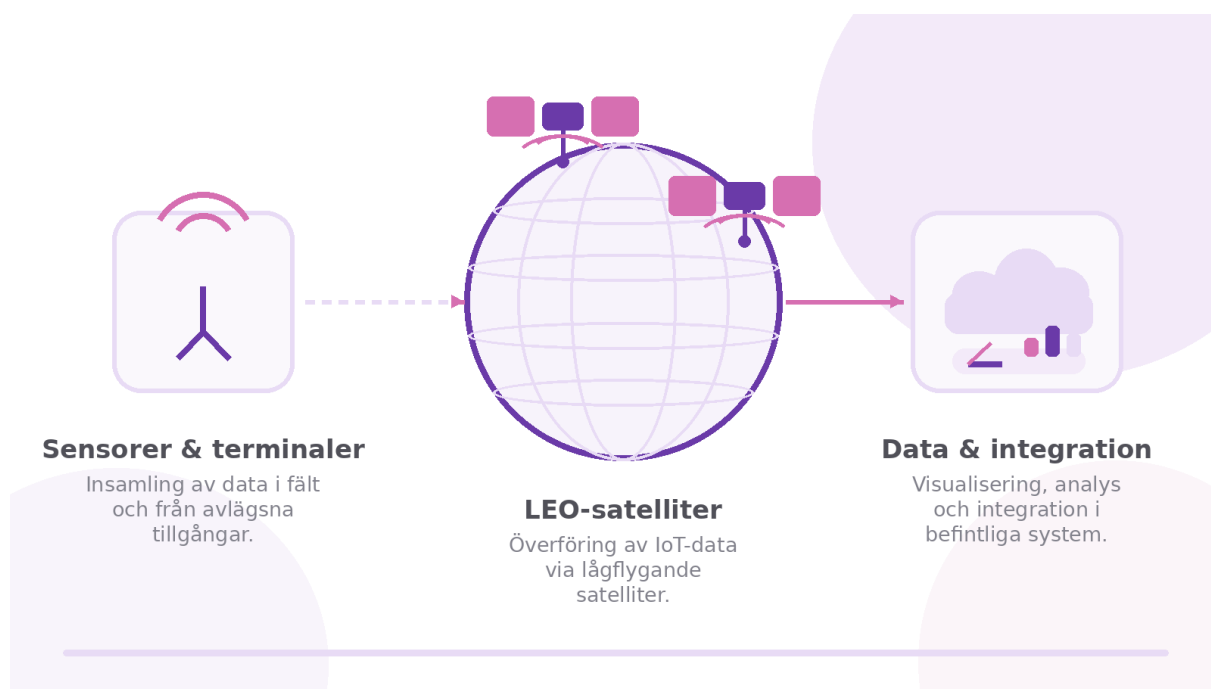 Sensorer & terminaler
Insamling av data i fält
och från avlägsna
tillgångar.
LEO-satelliter
Överföring av IoT-data
via lågflygande
satelliter.
Data & integration
Visualisering, analys
och integration i
befintliga system.